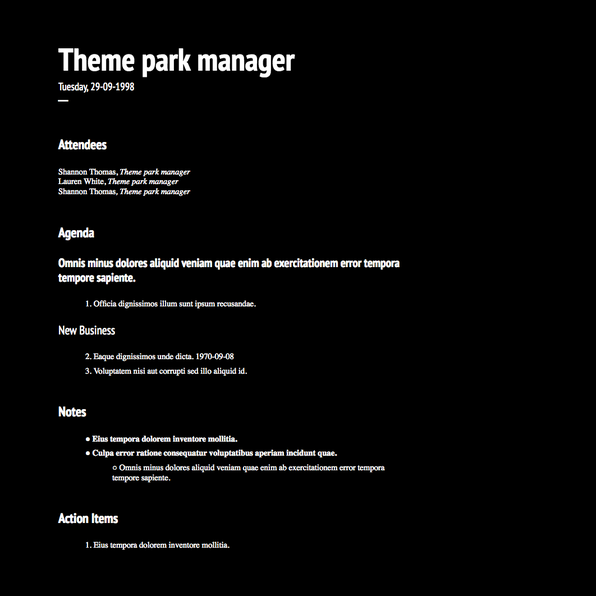 Theme park manager
Tuesday, 29-09-1998
—
Attendees
Shannon Thomas, Theme park manager
Lauren White, Theme park manager
Shannon Thomas, Theme park manager
Agenda
Omnis minus dolores aliquid veniam quae enim ab exercitationem error tempora
tempore sapiente.
1. Officia dignissimos illum sunt ipsum recusandae.
New Business
2. Eaque dignissimos unde dicta. 1970-09-08
3. Voluptatem nisi aut corrupti sed illo aliquid id.
Notes
● Eius tempora dolorem inventore mollitia.
● Culpa error ratione consequatur voluptatibus aperiam incidunt quae.
○ Omnis minus dolores aliquid veniam quae enim ab exercitationem error tempora
tempore sapiente.
Action Items
1. Eius tempora dolorem inventore mollitia.